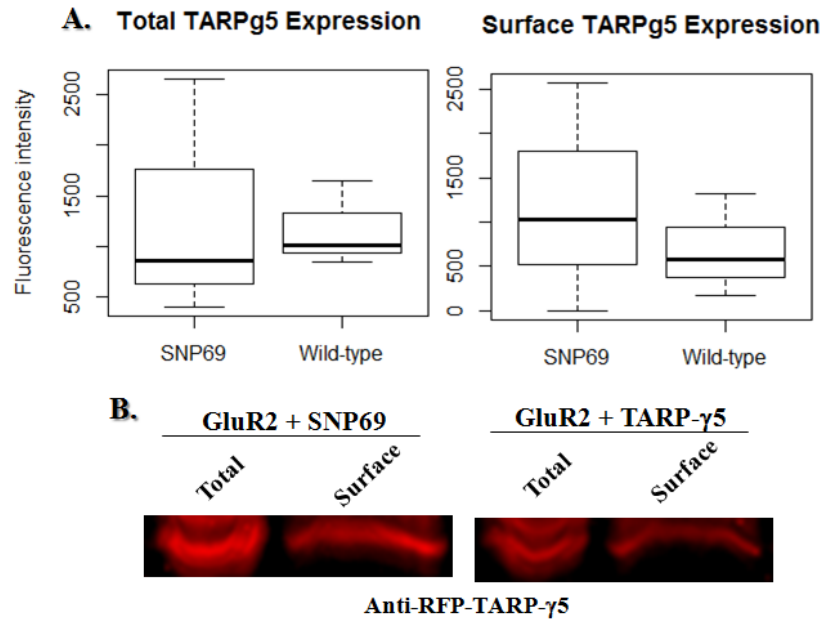 A. Total TARPg5 Expression
Surface TARPg5 Expression
Fluorescence intensity
2500
1500
500
SNP69 Wild-type
2500
1500
500
0
SNP69 Wild-type
B. GluR2 + SNP69
GluR2 + TARP-γ5
Total Surface
Total Surface
Anti-RFP-TARP-γ5